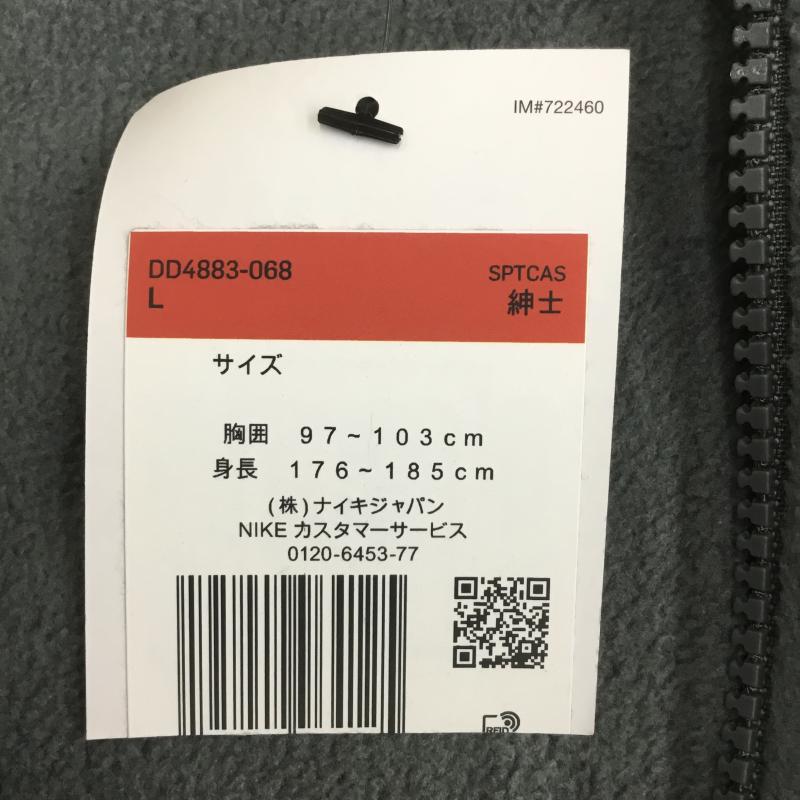 IM#722460
DD4883-068 SPTCAS
L 紳士
サイズ
胸囲 97~103cm
身長 176~185cm
(株)ナイキジャパン
NIKE カスタマーサービス
0120-6453-77
RFID